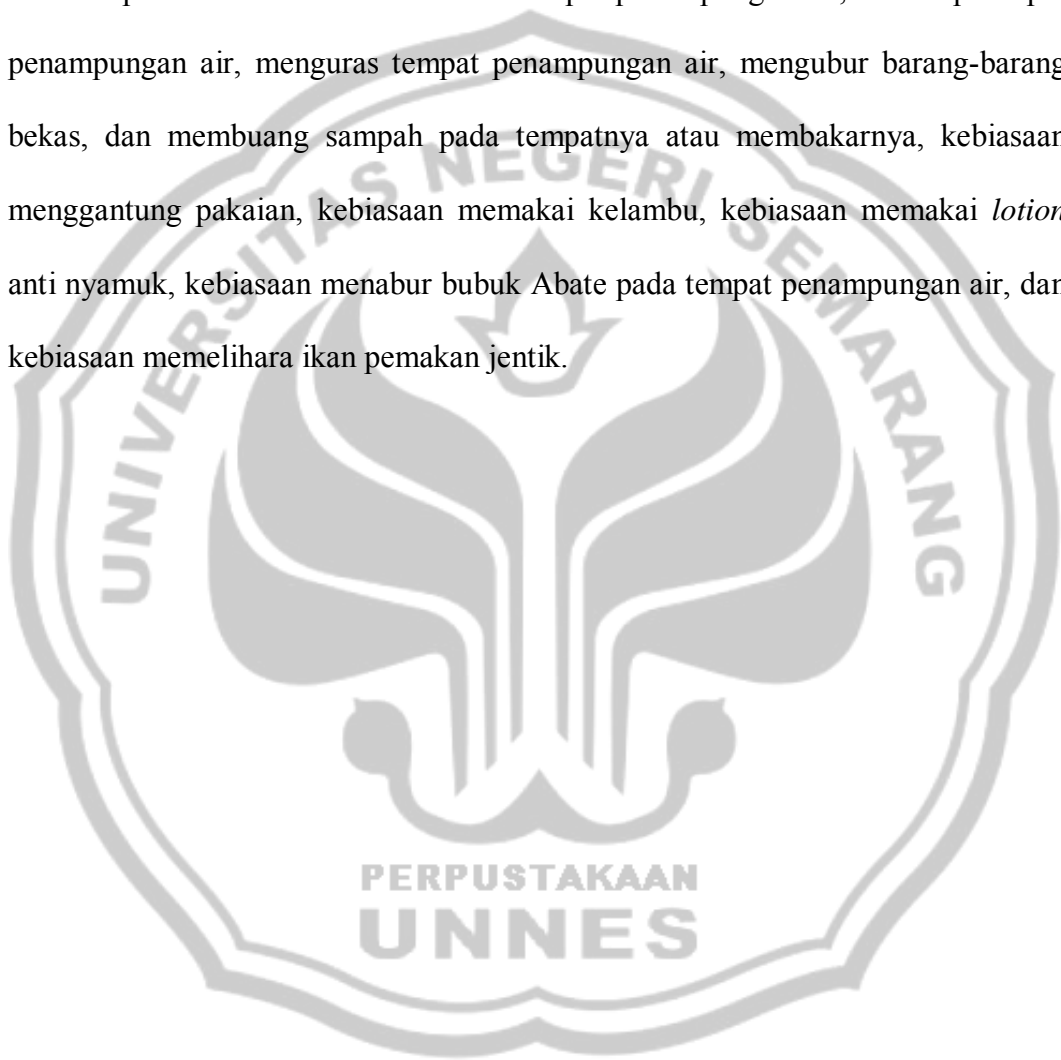 penampungan air, menguras tempat penampungan air, mengubur barang-barang
bekas, dan membuang sampah pada tempatnya atau membakarnya, kebiasaan
menggantung pakaian, kebiasaan memakai kelambu, kebiasaan memakai lotion
anti nyamuk, kebiasaan menabur bubuk Abate pada tempat penampungan air, dan
kebiasaan memelihara ikan pemakan jentik.
UNIVERSITAS NEGERI SEMARANG
PERPUSTAKAAN
UNNES